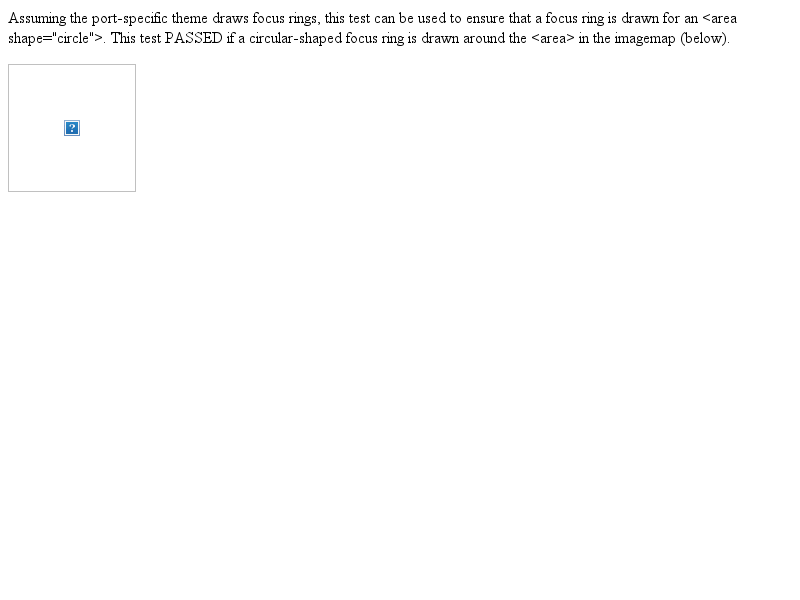 Assuming the port-specific theme draws focus rings, this test can be used to ensure that a focus ring is drawn for an <area
shape="circle">. This test PASSED if a circular-shaped focus ring is drawn around the <area> in the imagemap (below).
?